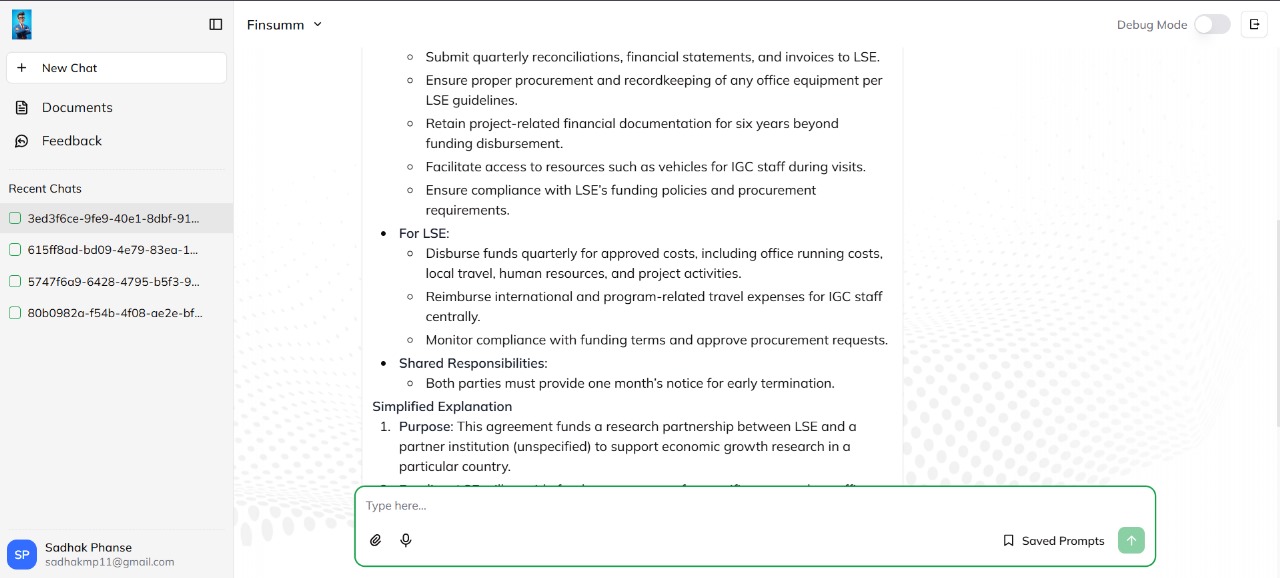 Finsumm
Debug Mode
New Chat
Documents
Feedback
Recent Chats
3ed3f6ce-9fe9-40e1-8dbf-91...
615ff8ad-bd09-4e79-83ea-1...
5747f6a9-6428-4795-b5f3-9...
80b0982a-f54b-4f08-ae2e-bf...
SP
Sadhak Phanse
sadhakmp11@gmail.com
Submit quarterly reconciliations, financial statements, and invoices to LSE.
Ensure proper procurement and recordkeeping of any office equipment per
LSE guidelines.
Retain project-related financial documentation for six years beyond
funding disbursement.
Facilitate access to resources such as vehicles for IGC staff during visits.
Ensure compliance with LSE's funding policies and procurement
requirements.
For LSE:
Disburse funds quarterly for approved costs, including office running costs,
local travel, human resources, and project activities.
Reimburse international and program-related travel expenses for IGC staff
centrally.
Monitor compliance with funding terms and approve procurement requests.
Shared Responsibilities:
Both parties must provide one month's notice for early termination.
Simplified Explanation
1. Purpose: This agreement funds a research partnership between LSE and a
partner institution (unspecified) to support economic growth research in a
particular country.
Type here...
Saved Prompts